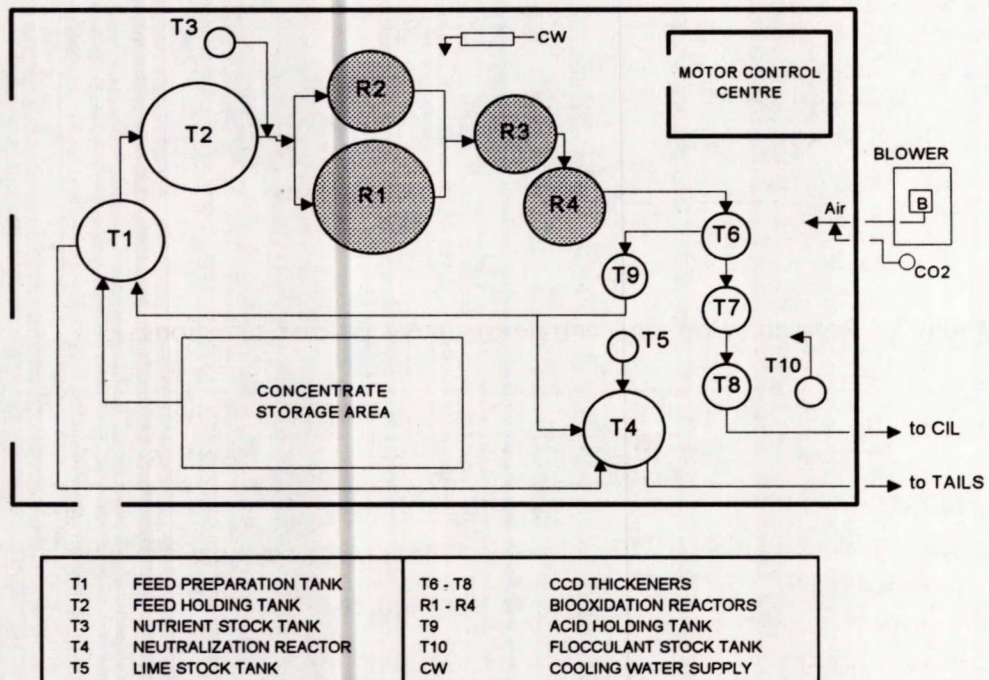 T3
CW
R2
MOTOR CONTROL
CENTRE
T2
R3
BLOWER
R1
R4
B
Air
T1
T6
T9
CO2
T7
T5
T10
CONCENTRATE
STORAGE AREA
T8
T4
to CIL
to TAILS
T1 FEED PREPARATION TANK
T2 FEED HOLDING TANK
T3 NUTRIENT STOCK TANK
T4 NEUTRALIZATION REACTOR
T5 LIME STOCK TANK
T6 - T8 CCD THICKENERS
R1 - R4 BIOOXIDATION REACTORS
T9 ACID HOLDING TANK
T10 FLOCCULANT STOCK TANK
CW COOLING WATER SUPPLY